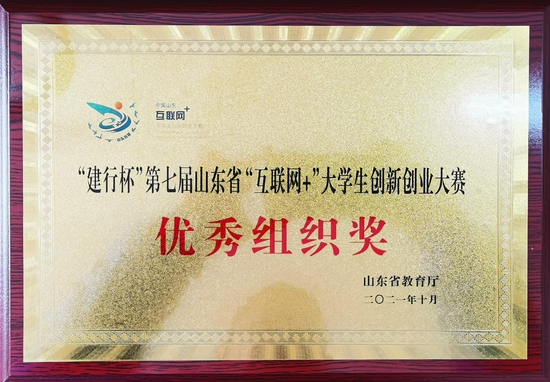 中国山东
互联网+
“建行杯”第七届山东省“互联网+”大学生创新创业大赛
优秀组织奖
山东省教育厅
二〇二一年十月